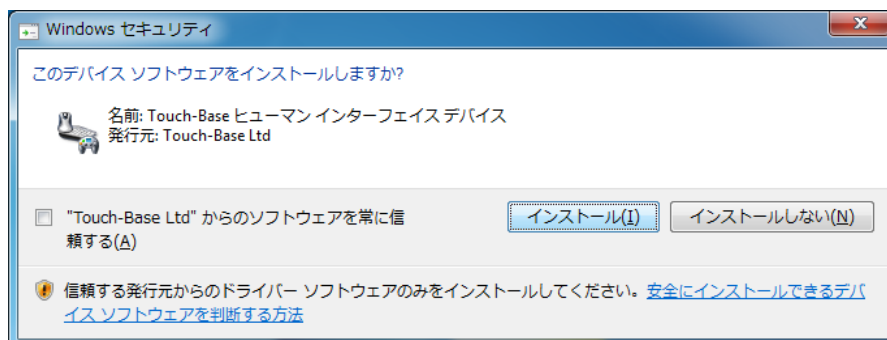 Windows セキュリティ
このデバイス ソフトウェアをインストールしますか?
名前: Touch-Base ヒューマン インターフェイス デバイス
発行元: Touch-Base Ltd
"Touch-Base Ltd" からのソフトウェアを常に信
頼する(A)
インストール(I)
インストールしない(N)
信頼する発行元からのドライバー ソフトウェアのみをインストールしてください。安全にインストールできるデバ
イス ソフトウェアを判断する方法